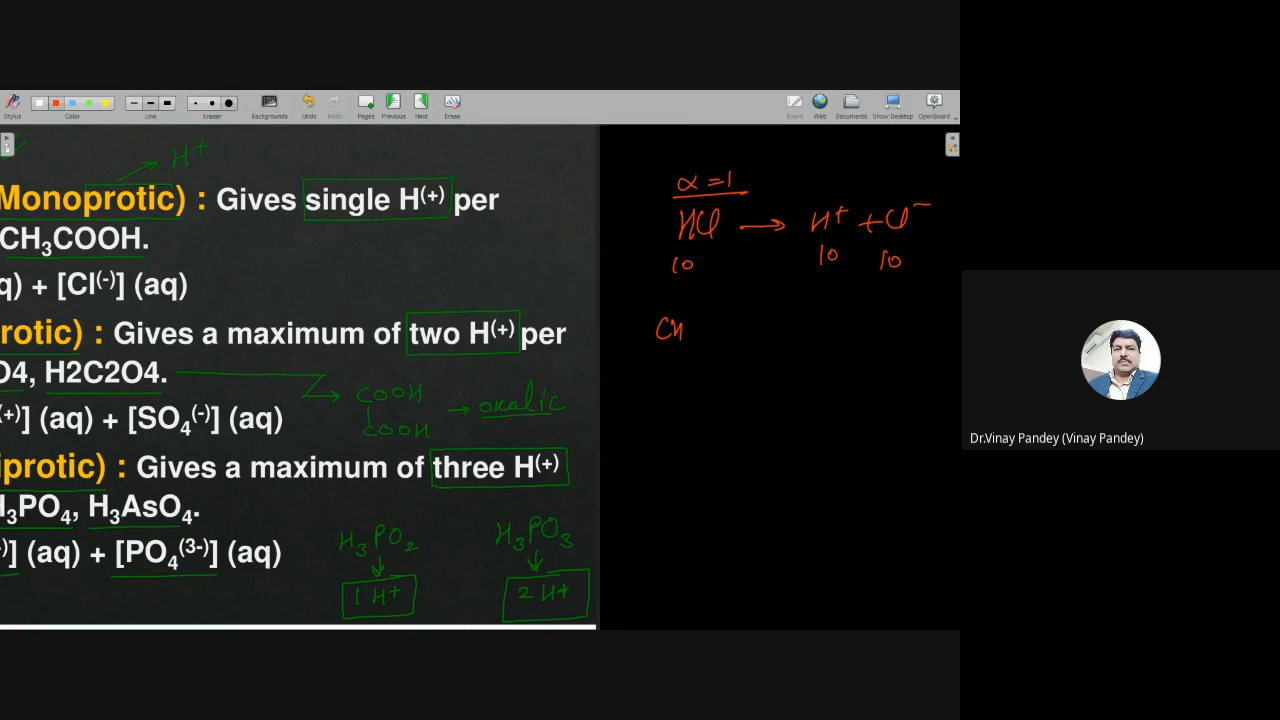 Stylus Color Line Eraser Backgrounds Undo Redo Pages Previous Next Erase Board Web Documents Show Desktop OpenBoard
→ H+
Monoprotic) : Gives single H(+) per
CH3COOH.
q) + [Cl(-)] (aq)
rotic) : Gives a maximum of two H(+) per
O4, H2C2O4.
COOH
COOH
→ oxalic
(+)] (aq) + [SO4(-)] (aq)
iprotic) : Gives a maximum of three H(+)
H3PO4, H3AsO4.
-)] (aq) + [PO4(3-)] (aq)
H3PO2
1 H+
H3PO3
2 H+
α = 1
HCl → H+ + Cl-
10 10 10
CH
Dr.Vinay Pandey (Vinay Pandey)